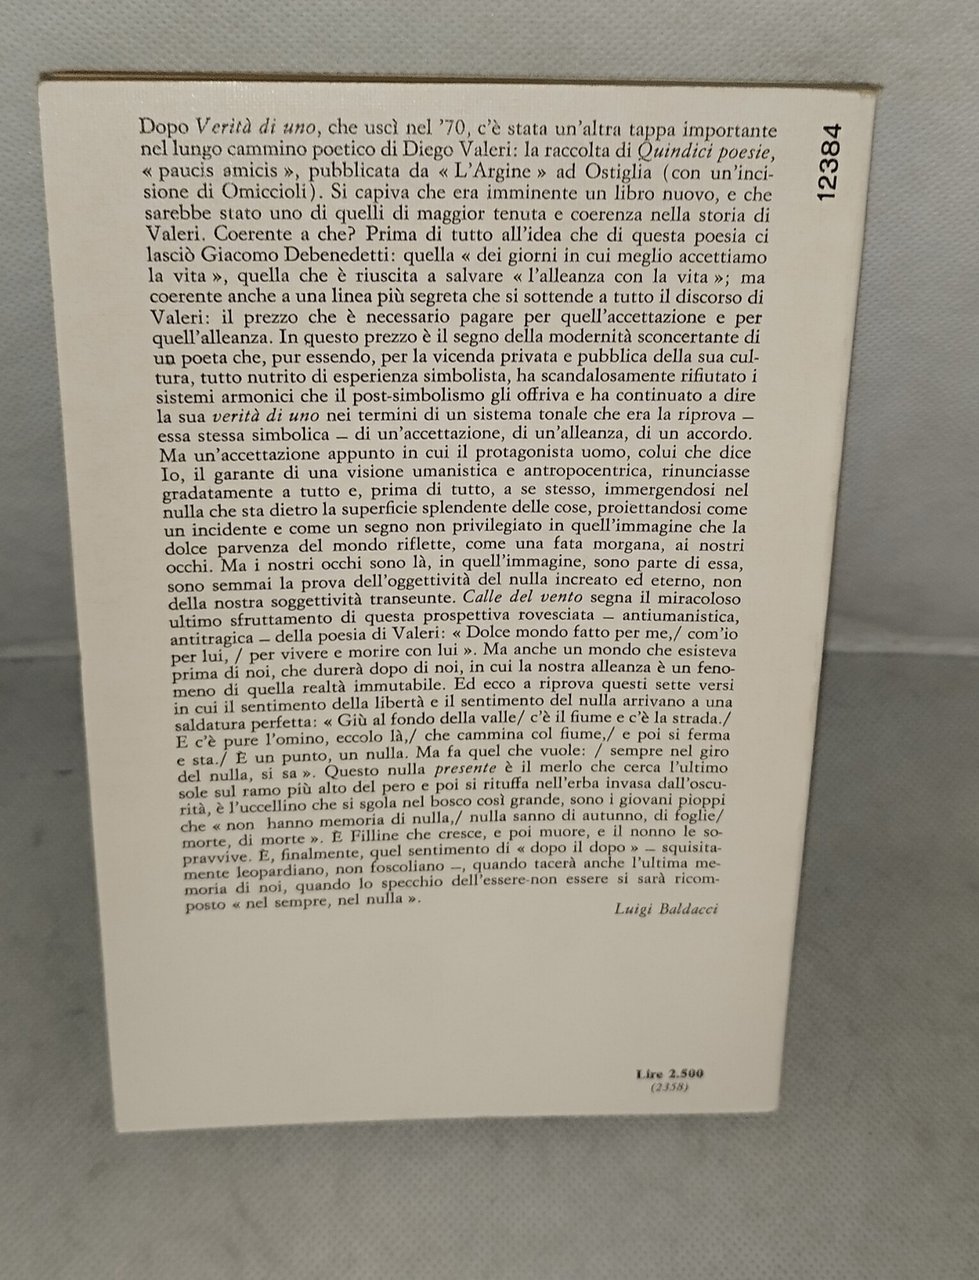 Dopo Verità di uno, che uscì nel '70, c'è stata un'altra tappa importante
nel lungo cammino poetico di Diego Valeri: la raccolta di Quindici poesie,
« paucis amicis », pubblicata da « L'Argine » ad Ostiglia (con un'inci-
sione di Omiccioli). Si capiva che era imminente un libro nuovo, e che
sarebbe stato uno di quelli di maggior tenuta e coerenza nella storia di
Valeri. Coerente a che? Prima di tutto all'idea che di questa poesia ci
lasciò Giacomo Debenedetti: quella « dei giorni in cui meglio accettiamo
la vita », quella che è riuscita a salvare « l'alleanza con la vita »; ma
coerente anche a una linea più segreta che si sottende a tutto il discorso di
Valeri: il prezzo che è necessario pagare per quell'accettazione e per
quell'alleanza. In questo prezzo è il segno della modernità sconcertante di
un poeta che, pur essendo, per la vicenda privata e pubblica della sua cul-
tura, tutto nutrito di esperienza simbolista, ha scandalosamente rifiutato i
sistemi armonici che il post-simbolismo gli offriva e ha continuato a dire
la sua verità di uno nei termini di un sistema tonale che era la riprova –
essa stessa simbolica – di un'accettazione, di un'alleanza, di un accordo.
Ma un'accettazione appunto in cui il protagonista uomo, colui che dice
Io, il garante di una visione umanistica e antropocentrica, rinunciasse
gradatamente a tutto e, prima di tutto, a se stesso, immergendosi nel
nulla che sta dietro la superficie splendente delle cose, proiettandosi come
un incidente e come un segno non privilegiato in quell'immagine che la
dolce parvenza del mondo riflette, come una fata morgana, ai nostri
occhi. Ma i nostri occhi sono là, in quell'immagine, sono parte di essa,
sono semmai la prova dell'oggettività del nulla increato ed eterno, non
della nostra soggettività transeunte. Calle del vento segna il miracoloso
ultimo sfruttamento di questa prospettiva rovesciata – antiumanistica,
antitragica – della poesia di Valeri: « Dolce mondo fatto per me,/ com'io
per lui, / per vivere e morire con lui ». Ma anche un mondo che esisteva
prima di noi, che durerà dopo di noi, in cui la nostra alleanza è un feno-
meno di quella realtà immutabile. Ed ecco a riprova questi sette versi
in cui il sentimento della libertà e il sentimento del nulla arrivano a una
saldatura perfetta: « Giù al fondo della valle/ c'è il fiume e c'è la strada./
E c'è pure l'omino, eccolo là,/ che cammina col fiume,/ e poi si ferma
e sta./ È un punto, un nulla. Ma fa quel che vuole: / sempre nel giro
del nulla, si sa ». Questo nulla presente è il merlo che cerca l'ultimo
sole sul ramo più alto del pero e poi si rituffa nell'erba invasa dall'oscu-
rità, è l'uccellino che si sgola nel bosco così grande, sono i giovani pioppi
che « non hanno memoria di nulla,/ nulla sanno di autunno, di foglie/
morte, di morte ». È Filline che cresce, e poi muore, e il nonno le so-
pravvive. È, finalmente, quel sentimento di « dopo il dopo » – squisita-
mente leopardiano, non foscoliano –, quando tacerà anche l'ultima me-
moria di noi, quando lo specchio dell'essere-non essere si sarà ricom-
posto « nel sempre, nel nulla ».
Luigi Baldacci
Lire 2.500
(2358)
12384